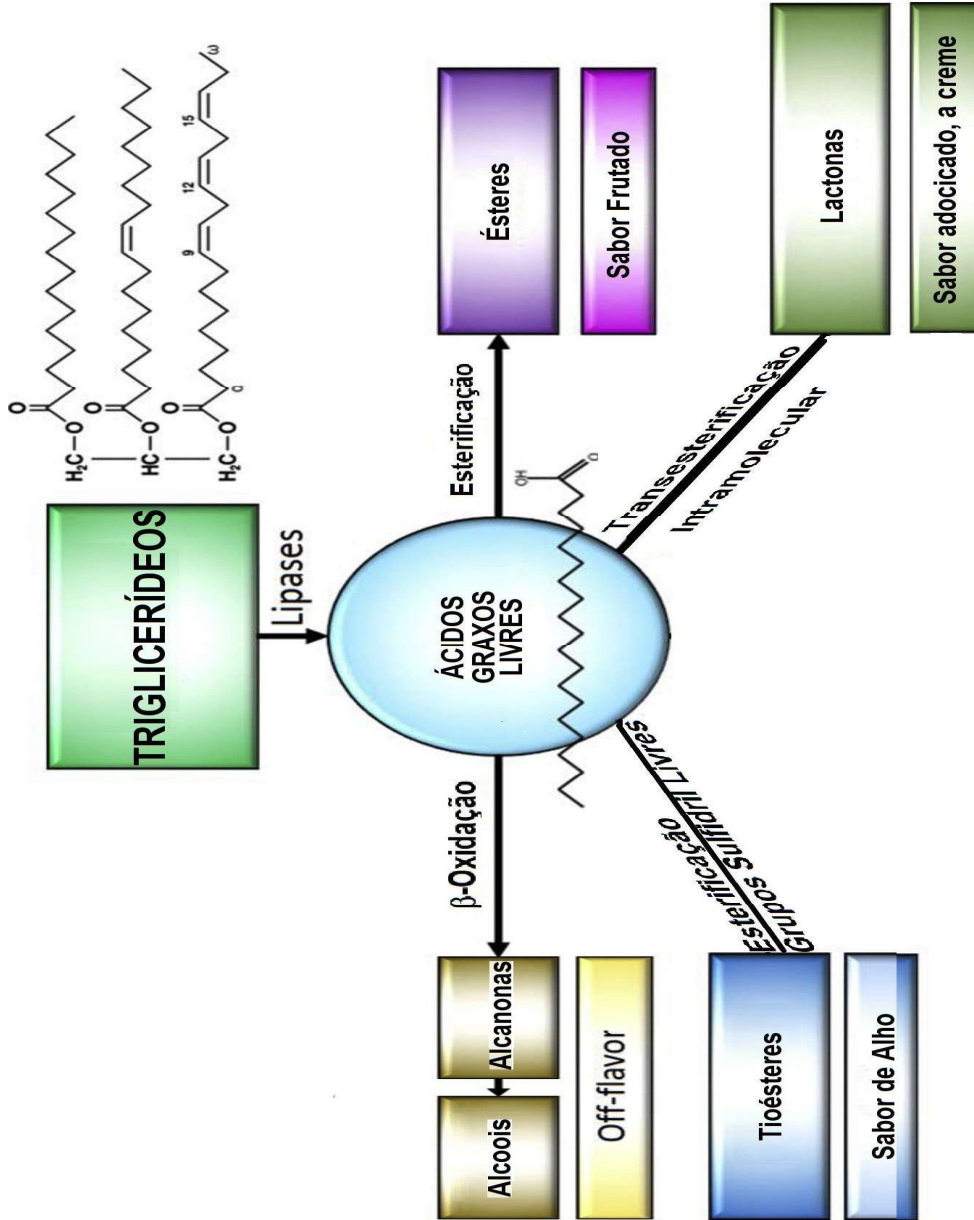 TRIGLICERÍDEOS
H₂C-O
O
HC-O
O
H₂C-O
O
α
9
12
15
ω
Lipases
ÁCIDOS
GRAXOS
LIVRES
OH
O
β-Oxidação
Alcanonas
Alcoois
Off-flavor
Esterificação
Ésteres
Sabor Frutado
Esterificação
Grupos Sulfidril Livres
Tioésteres
Sabor de Alho
Transesterificação
Intramolecular
Lactonas
Sabor adocicado, a creme